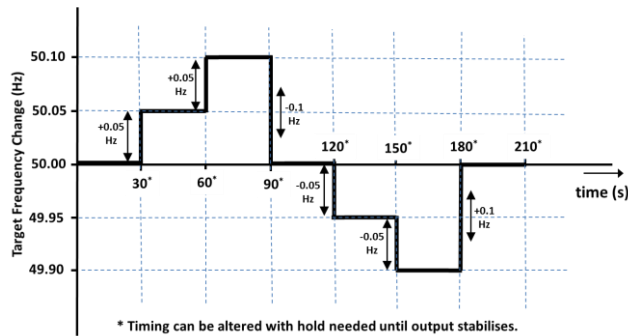 Target Frequency Change (Hz)
50.10
50.05
50.00
49.95
49.90
+0.05
Hz
+0.05
Hz
-0.1
Hz
-0.05
Hz
-0.05
Hz
+0.1
Hz
30*
60*
90*
120*
150*
180*
210*
time (s)
* Timing can be altered with hold needed until output stabilises.